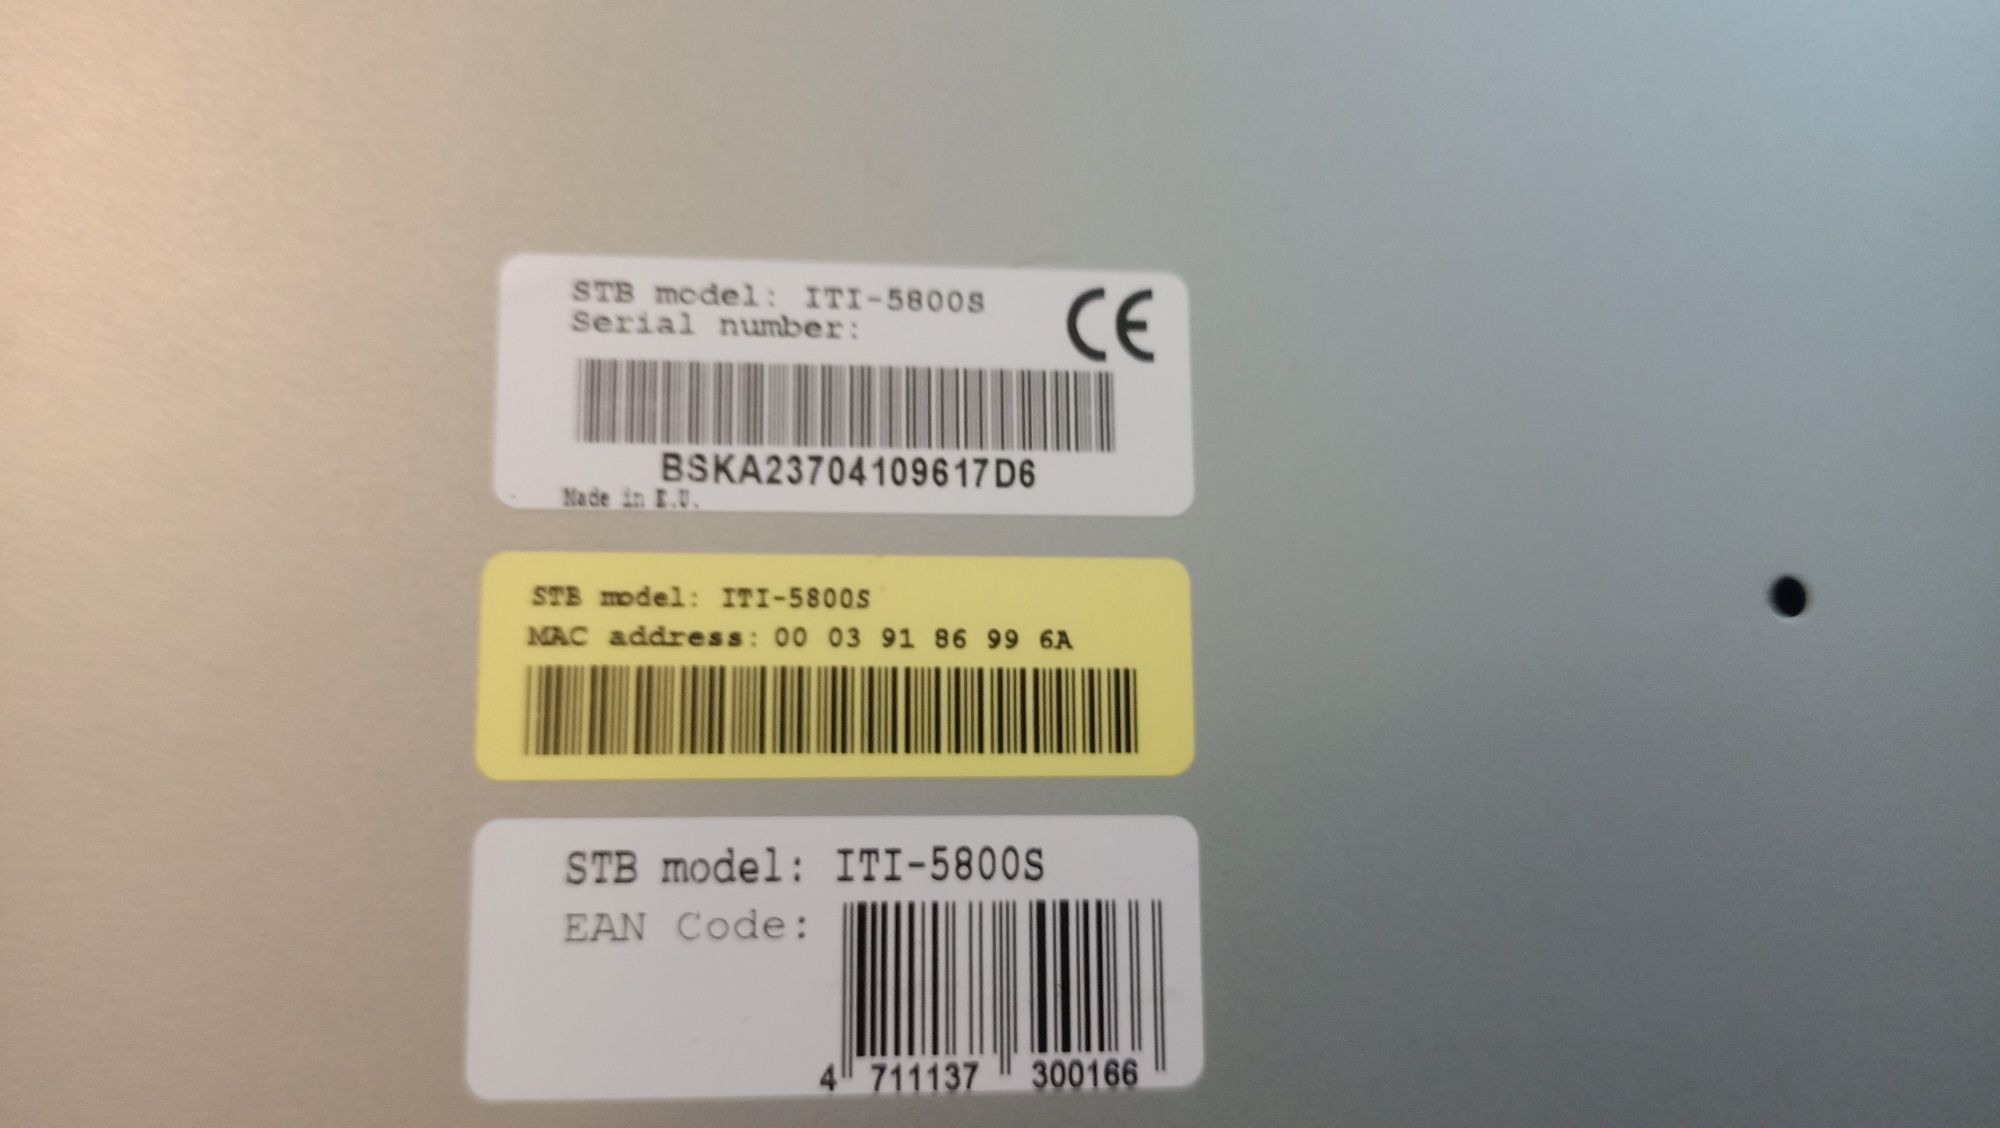 STB model: ITI-5800S
Serial number:
CE
BSKA23704109617D6
Made in E.U.
STB model: ITI-5800S
MAC address: 00 03 91 86 99 6A
STB model: ITI-5800S
EAN Code:
4 711137 300166